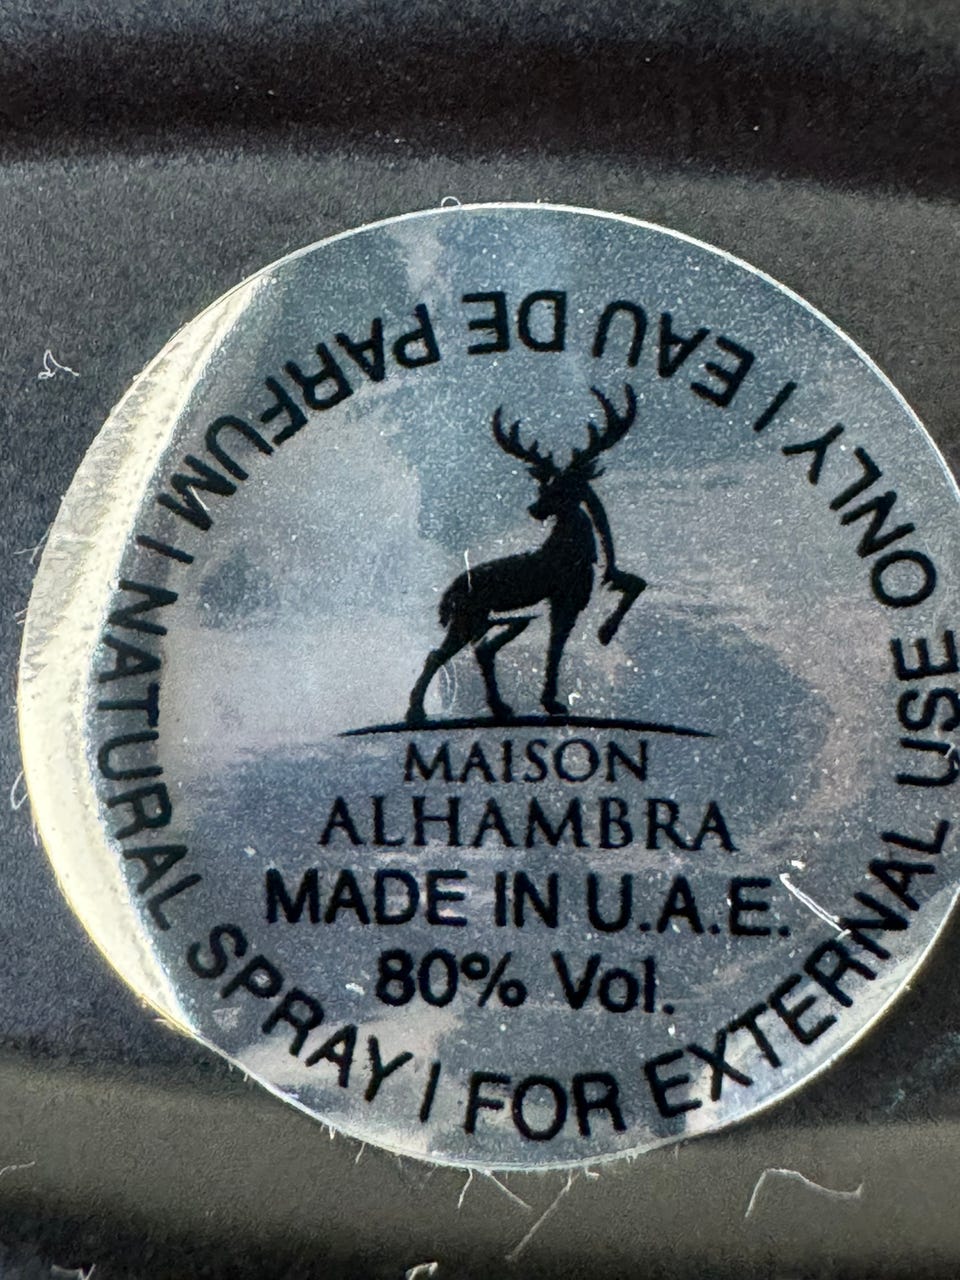 MAISON
ALHAMBRA
MADE IN U.A.E.
80% Vol.
EAU DE PARFUM | NATURAL SPRAY | FOR EXTERNAL USE ONLY |